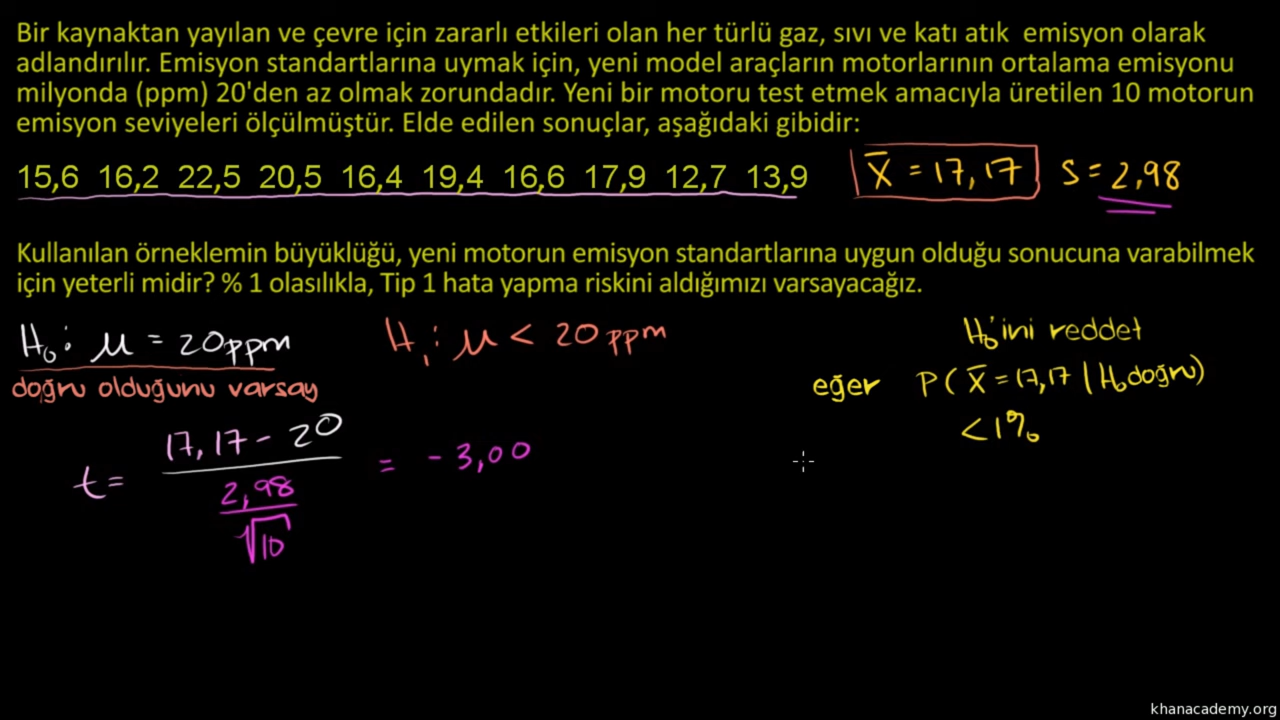 Bir kaynaktan yayılan ve çevre için zararlı etkileri olan her türlü gaz, sıvı ve katı atık emisyon olarak
adlandırılır. Emisyon standartlarına uymak için, yeni model araçların motorlarının ortalama emisyonu
milyonda (ppm) 20'den az olmak zorundadır. Yeni bir motoru test etmek amacıyla üretilen 10 motorun
emisyon seviyeleri ölçülmüştür. Elde edilen sonuçlar, aşağıdaki gibidir:
15,6 16,2 22,5 20,5 16,4 19,4 16,6 17,9 12,7 13,9 X̄ = 17,17 S = 2,98
Kullanılan örneklemin büyüklüğü, yeni motorun emisyon standartlarına uygun olduğu sonucuna varabilmek
için yeterli midir? % 1 olasılıkla, Tip 1 hata yapma riskini aldığımızı varsayacağız.
H₀: μ = 20ppm H₁: μ < 20ppm H₀'ini reddet
doğru olduğunu varsay eğer P(X̄ = 17,17 | H₀doğru)
<1%
t = (17,17 - 20) / (2,98 / √10) = -3,00
khanacademy.org